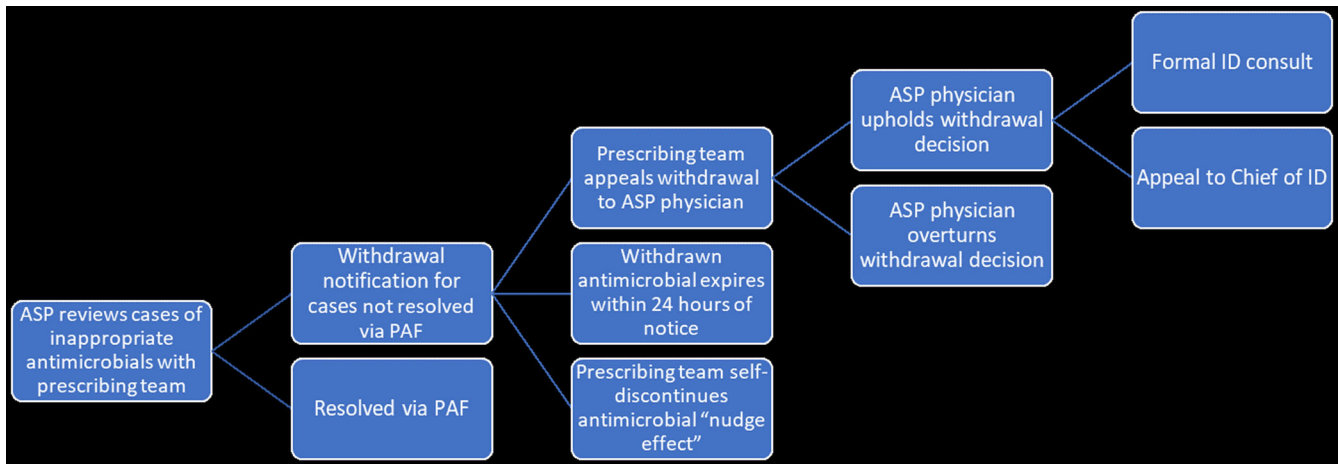 ASP reviews cases of
inappropriate
antimicrobials with
prescribing team
Withdrawal
notification for
cases not resolved
via PAF
Resolved via PAF
Prescribing team
appeals withdrawal
to ASP physician
Withdrawn
antimicrobial expires
within 24 hours of
notice
Prescribing team self-
discontinues
antimicrobial “nudge
effect”
ASP physician
upholds withdrawal
decision
ASP physician
overturns
withdrawal decision
Formal ID consult
Appeal to Chief of ID